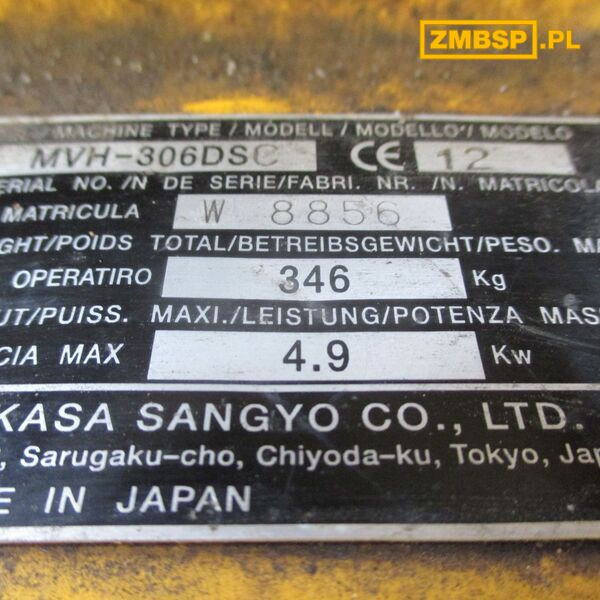 ZMBSP.PL
MACHINE TYPE/MODELL/MODELLO/MODELO
MVH-306DSC CE 12
ERIAL NO./N DE SERIE/FABRI. NR./N. MATRICOLA
MATRICULA W 8856
GHT/POIDS TOTAL/BETREIBSGEWICHT/PESO. MA
OPERATIRO 346 Kg
UT/PUISS. MAXI./LEISTUNG/POTENZA MASS
CIA MAX 4.9 Kw
KASA SANGYO CO., LTD.
, Sarugaku-cho, Chiyoda-ku, Tokyo, Jap
E IN JAPAN